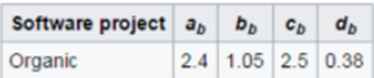 Software project a_b b_b c_b d_b
Organic 2.4 1.05 2.5 0.38